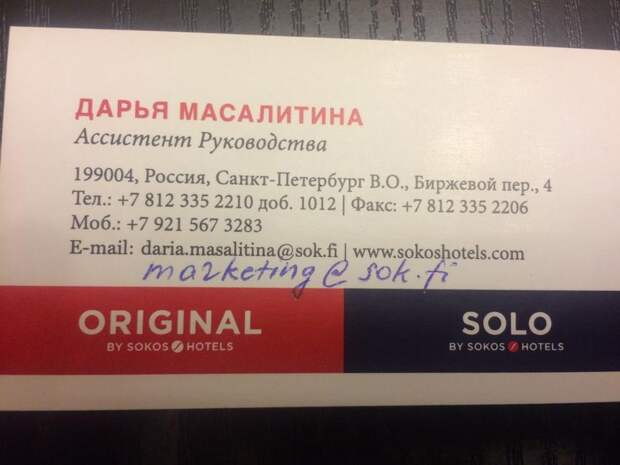 ДАРЬЯ МАСАЛИТИНА
Ассистент Руководства
199004, Россия, Санкт-Петербург В.О., Биржевой пер., 4
Тел.: +7 812 335 2210 доб. 1012 | Факс: +7 812 335 2206
Моб.: +7 921 567 3283
E-mail: daria.masalitina@sok.fi | www.sokoshotels.com
marketing@sok.fi
ORIGINAL
BY SOKOS HOTELS
SOLO
BY SOKOS HOTELS